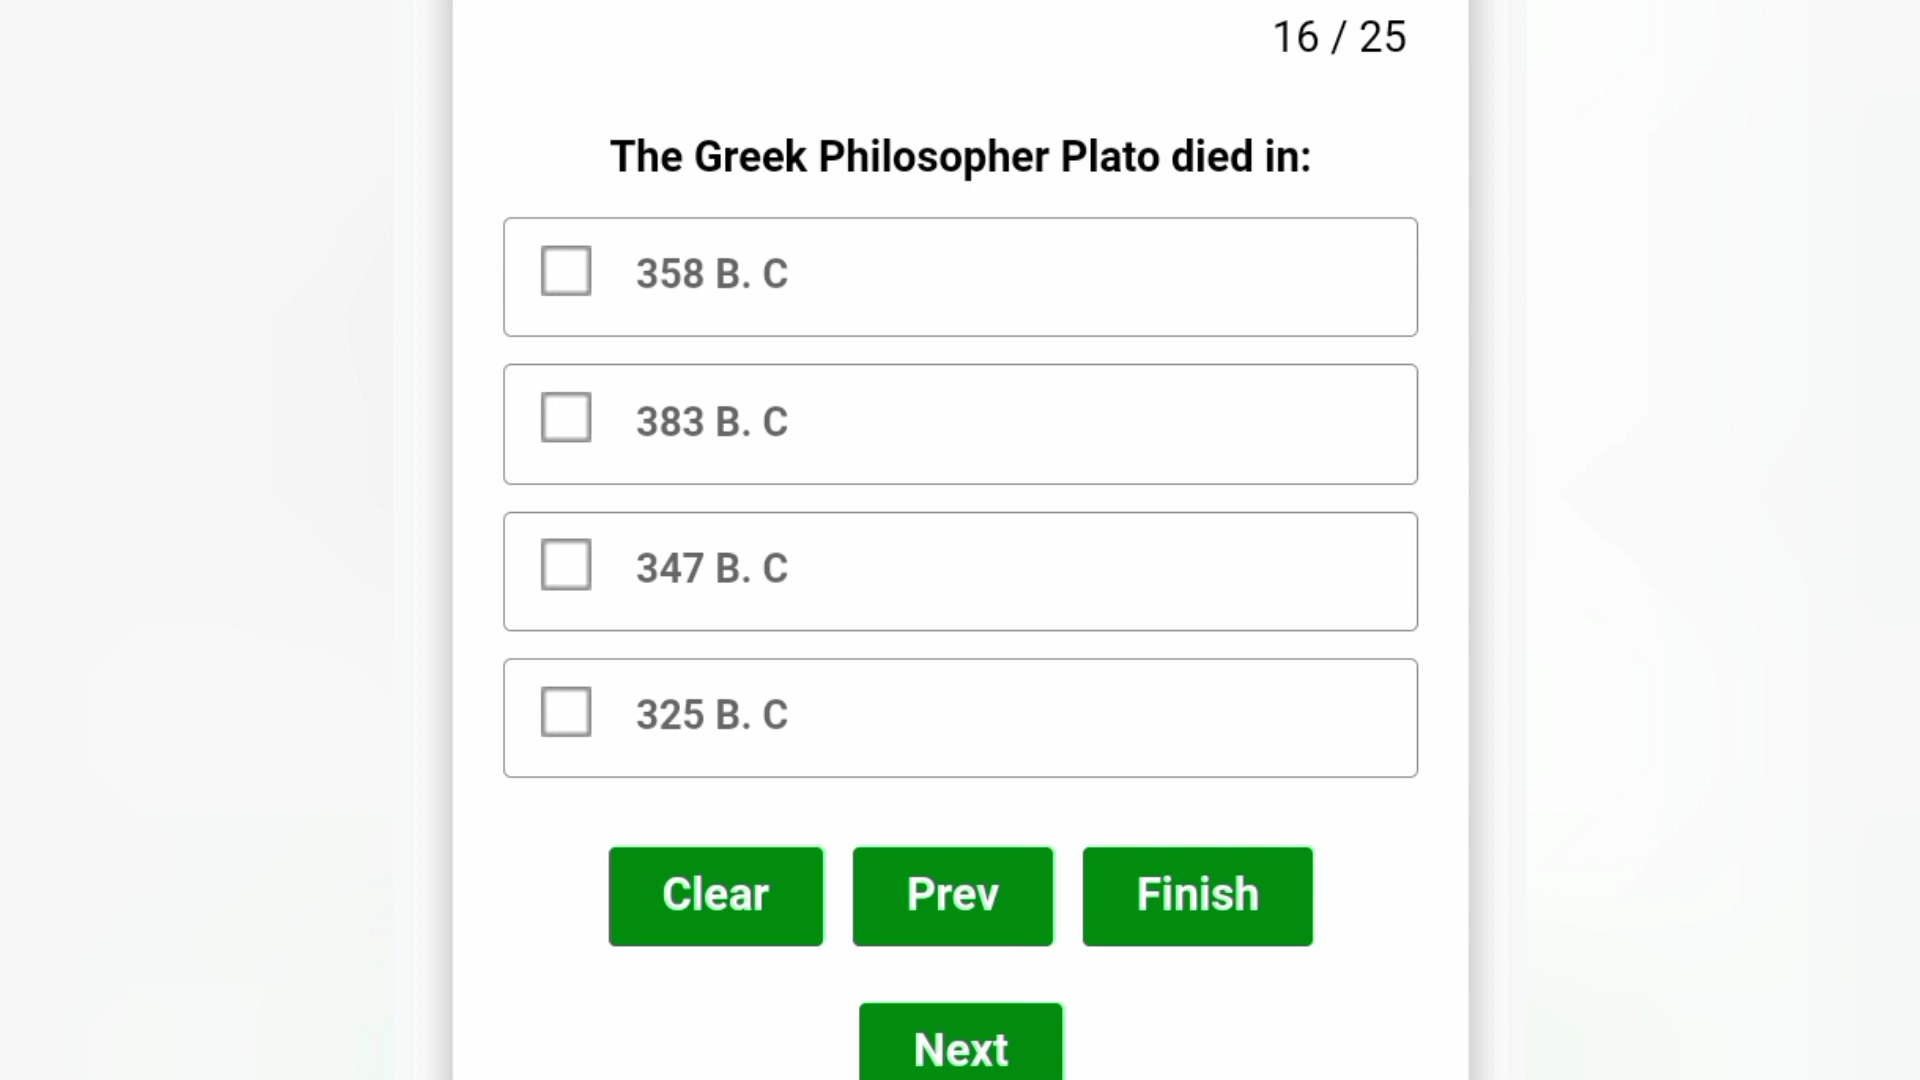 16 / 25
The Greek Philosopher Plato died in:
358 B. C
383 B. C
347 B. C
325 B. C
Clear Prev Finish
Next